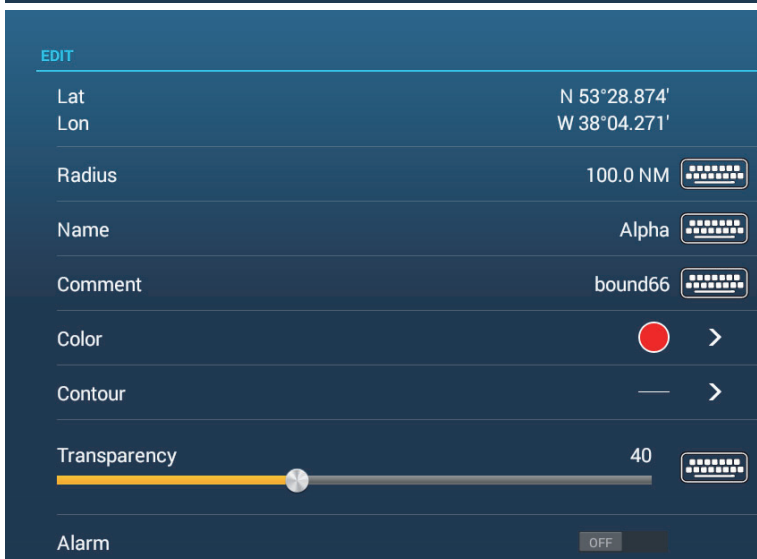 EDIT
Lat N 53°28.874'
Lon W 38°04.271'
Radius 100.0 NM
Name Alpha
Comment bound66
Color
Contour
Transparency 40
Alarm OFF